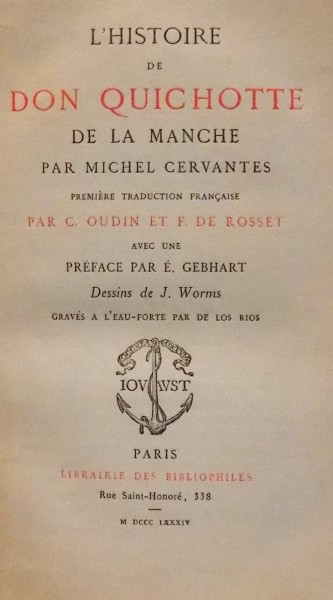 L'HISTOIRE
DE
DON QUICHOTTE
DE LA MANCHE
PAR MICHEL CERVANTES
PREMIÈRE TRADUCTION FRANÇAISE
PAR C. OUDIN ET F. DE ROSSET
AVEC UNE
PRÉFACE PAR É. GEBHART
Dessins de J. Worms
GRAVÉS A L'EAU-FORTE PAR DE LOS RIOS
IOV AVST
PARIS
LIBRAIRIE DES BIBLIOPHILES
Rue Saint-Honoré, 338
M DCCC LXXXIV